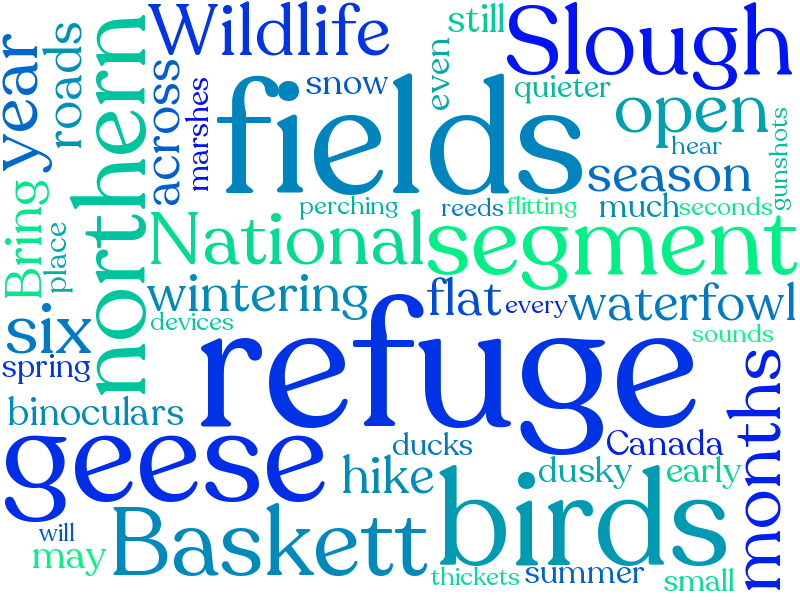 Wildlife
still
Slough
year
roads
northern
across
marshes
snow
even
quieter
fields
open
hear
gunshots
season
Bring
place
perching
reeds
flitting
much
seconds
National
segment
wintering
flat
every
waterfowl
devices
six
spring
sounds
refuge
months
binoculars
geese
ducks
Canada
hike
dusky
early
birds
Baskett
will
may
thickets
summer
small